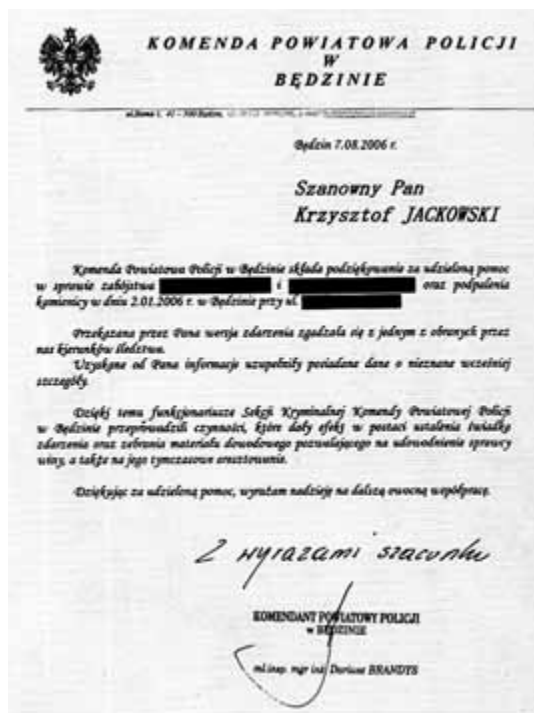 KOMENDA POWIATOWA POLICJI
W
BĘDZINIE
Będzin 7.08.2006 r.
Szanowny Pan
Krzysztof JACKOWSKI
Komenda Powiatowa Policji w Będzinie składa podziękowanie za udzieloną pomoc
w sprawie zabójstwa i oraz podpalenia
kamienicy w dniu 2.01.2006 r. w Będzinie przy ul.
Przekazana przez Pana wersja zdarzenia zgadzała się z jednym z obranych przez
nas kierunków śledztwa.
Uzyskane od Pana informacje uzupełniły posiadane dane o nieznane wcześniej
szczegóły.
Dzięki temu funkcjonariusze Sekcji Kryminalnej Komendy Powiatowej Policji
w Będzinie przeprowadzili czynności, które dały efekt w postaci ustalenia świadka
zdarzenia oraz zebrania materiału dowodowego pozwalającego na udowodnienie sprawcy
winy, a także na jego tymczasowe aresztowanie.
Dziękując za udzieloną pomoc, wyrażam nadzieję na dalszą owocną współpracę.
Z wyrazami szacunku
KOMENDANT POWIATOWY POLICJI
w BĘDZINIE
mł.insp. mgr inż. Dariusz BRANDYS